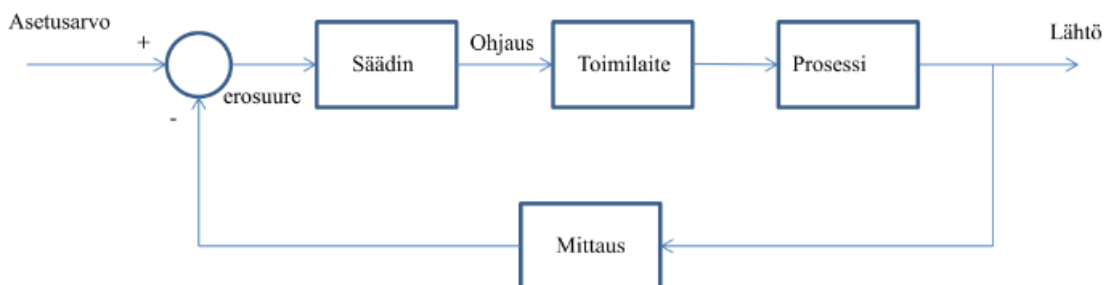 Asetusarvo
+
-
erosuure
Säädin
Ohjaus
Toimilaite
Prosessi
Lähtö
Mittaus